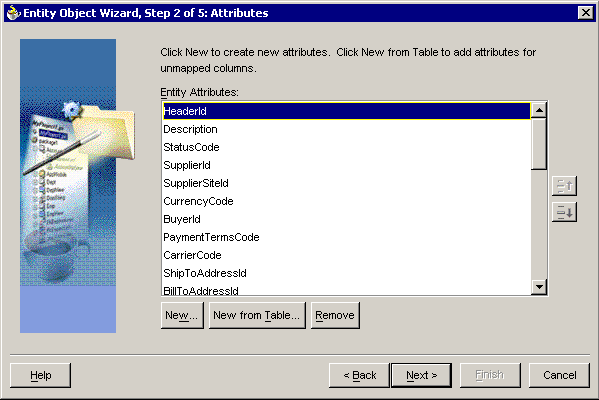 Entity Object Wizard, Step 2 of 5: Attributes
Click New to create new attributes.  Click New from Table to add attributes for
unmapped columns.
Entity Attributes:
HeaderId
Description
StatusCode
SupplierId
SupplierSiteId
CurrencyCode
BuyerId
PaymentTermsCode
CarrierCode
ShipToAddressId
BillToAddressId
New...
New from Table...
Remove
Help
< Back
Next >
Finish
Cancel